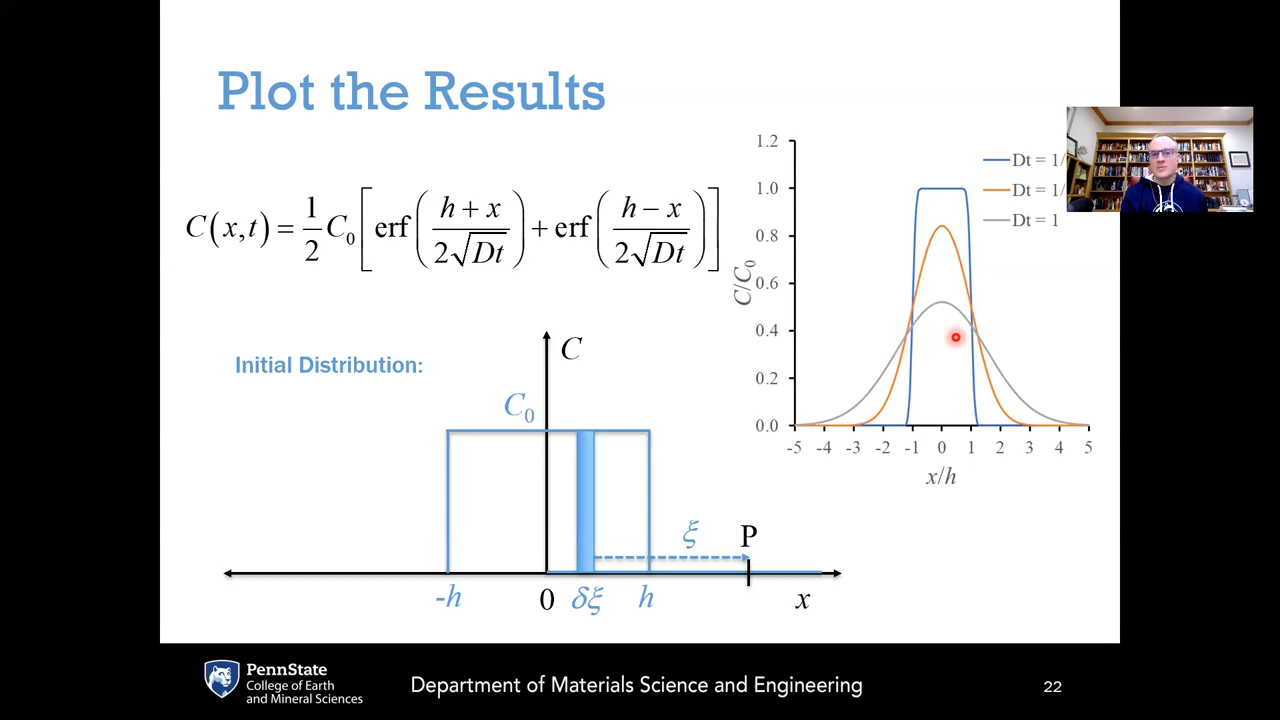 Plot the Results
C(x,t) = 1/2 C₀ [ erf( (h + x) / (2√Dt) ) + erf( (h − x) / (2√Dt) ) ]
Initial Distribution:
C
C₀
ξ
P
-h
0
δξ
h
x
1.2
1.0
0.8
0.6
0.4
0.2
0.0
C/C₀
Dt = 1/
Dt = 1/
Dt = 1
-5 -4 -3 -2 -1 0 1 2 3 4 5
x/h
PennState
College of Earth
and Mineral Sciences
Department of Materials Science and Engineering
22